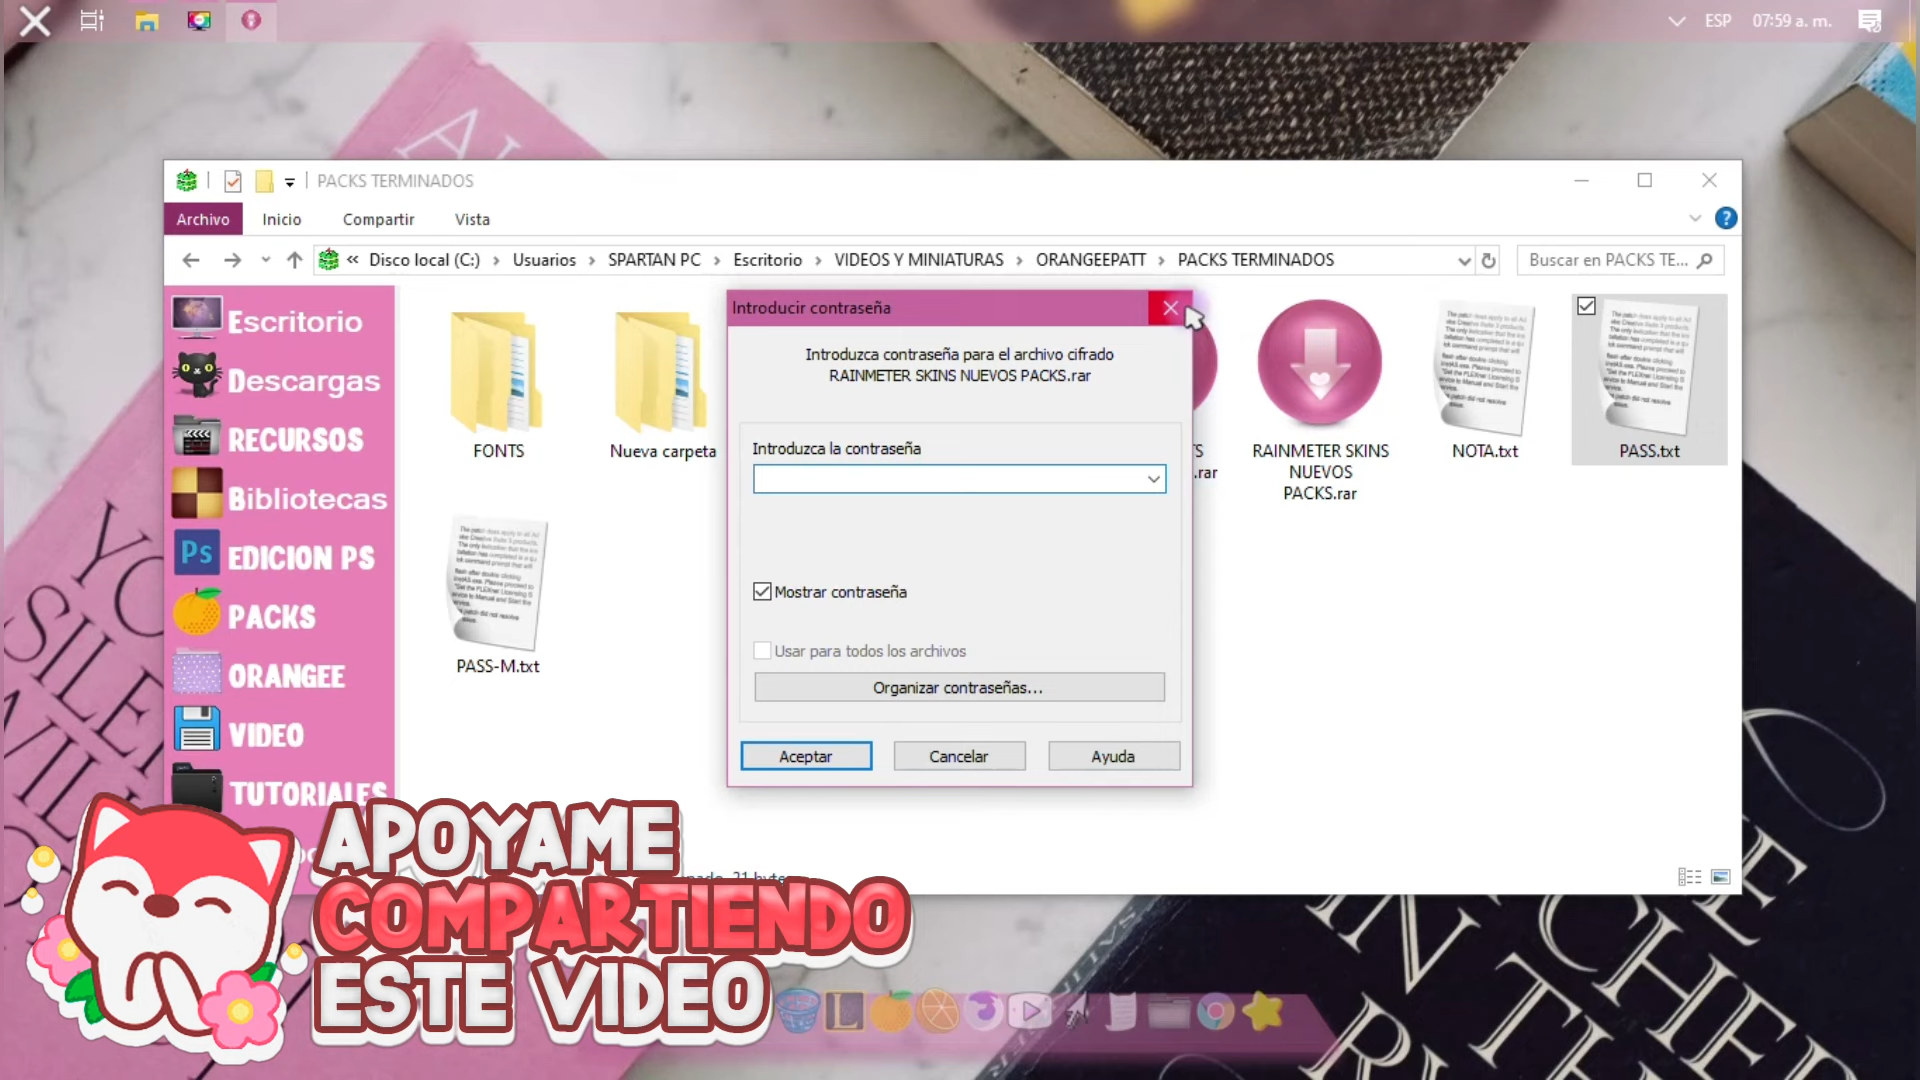 ESP
07:59 a. m.
PACKS TERMINADOS
Archivo
Inicio
Compartir
Vista
« Disco local (C:) › Usuarios › SPARTAN PC › Escritorio › VIDEOS Y MINIATURAS › ORANGEEPATT › PACKS TERMINADOS
Buscar en PACKS TE...
Escritorio
Descargas
RECURSOS
Bibliotecas
Ps
EDICION PS
PACKS
ORANGEE
VIDEO
TUTORIALES
FONTS
Nueva carpeta
.rar
RAINMETER SKINS
NUEVOS
PACKS.rar
NOTA.txt
PASS.txt
PASS-M.txt
Introducir contraseña
Introduzca contraseña para el archivo cifrado
RAINMETER SKINS NUEVOS PACKS.rar
Introduzca la contraseña
Mostrar contraseña
Usar para todos los archivos
Organizar contraseñas...
Aceptar
Cancelar
Ayuda
APOYAME
COMPARTIENDO
ESTE VIDEO